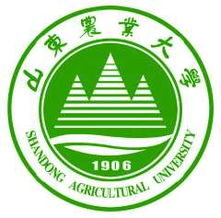 山東農業大學
1906
SHANDONG AGRICULTURAL UNIVERSITY